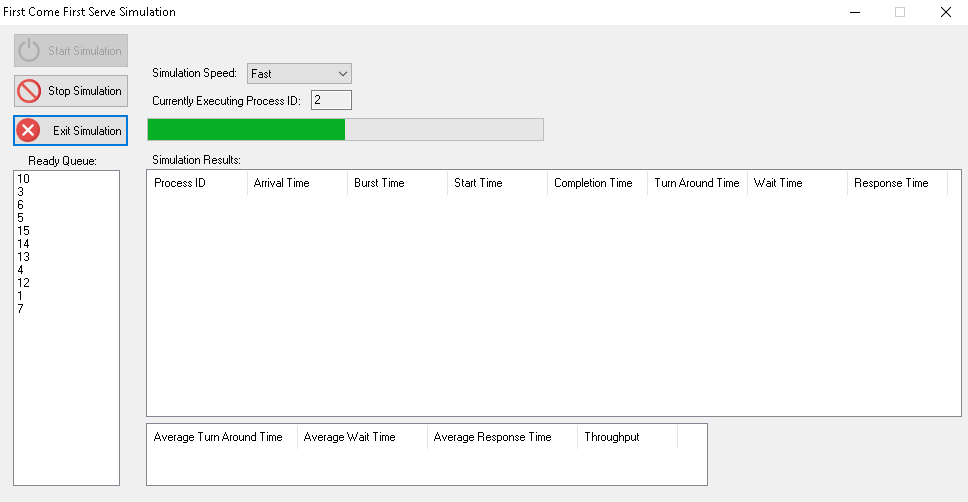 First Come First Serve Simulation
Start Simulation
Stop Simulation
Exit Simulation
Simulation Speed: Fast
Currently Executing Process ID: 2
Ready Queue:
10
3
6
5
15
14
13
4
12
1
7
Simulation Results:
Process ID Arrival Time Burst Time Start Time Completion Time Turn Around Time Wait Time Response Time
Average Turn Around Time Average Wait Time Average Response Time Throughput